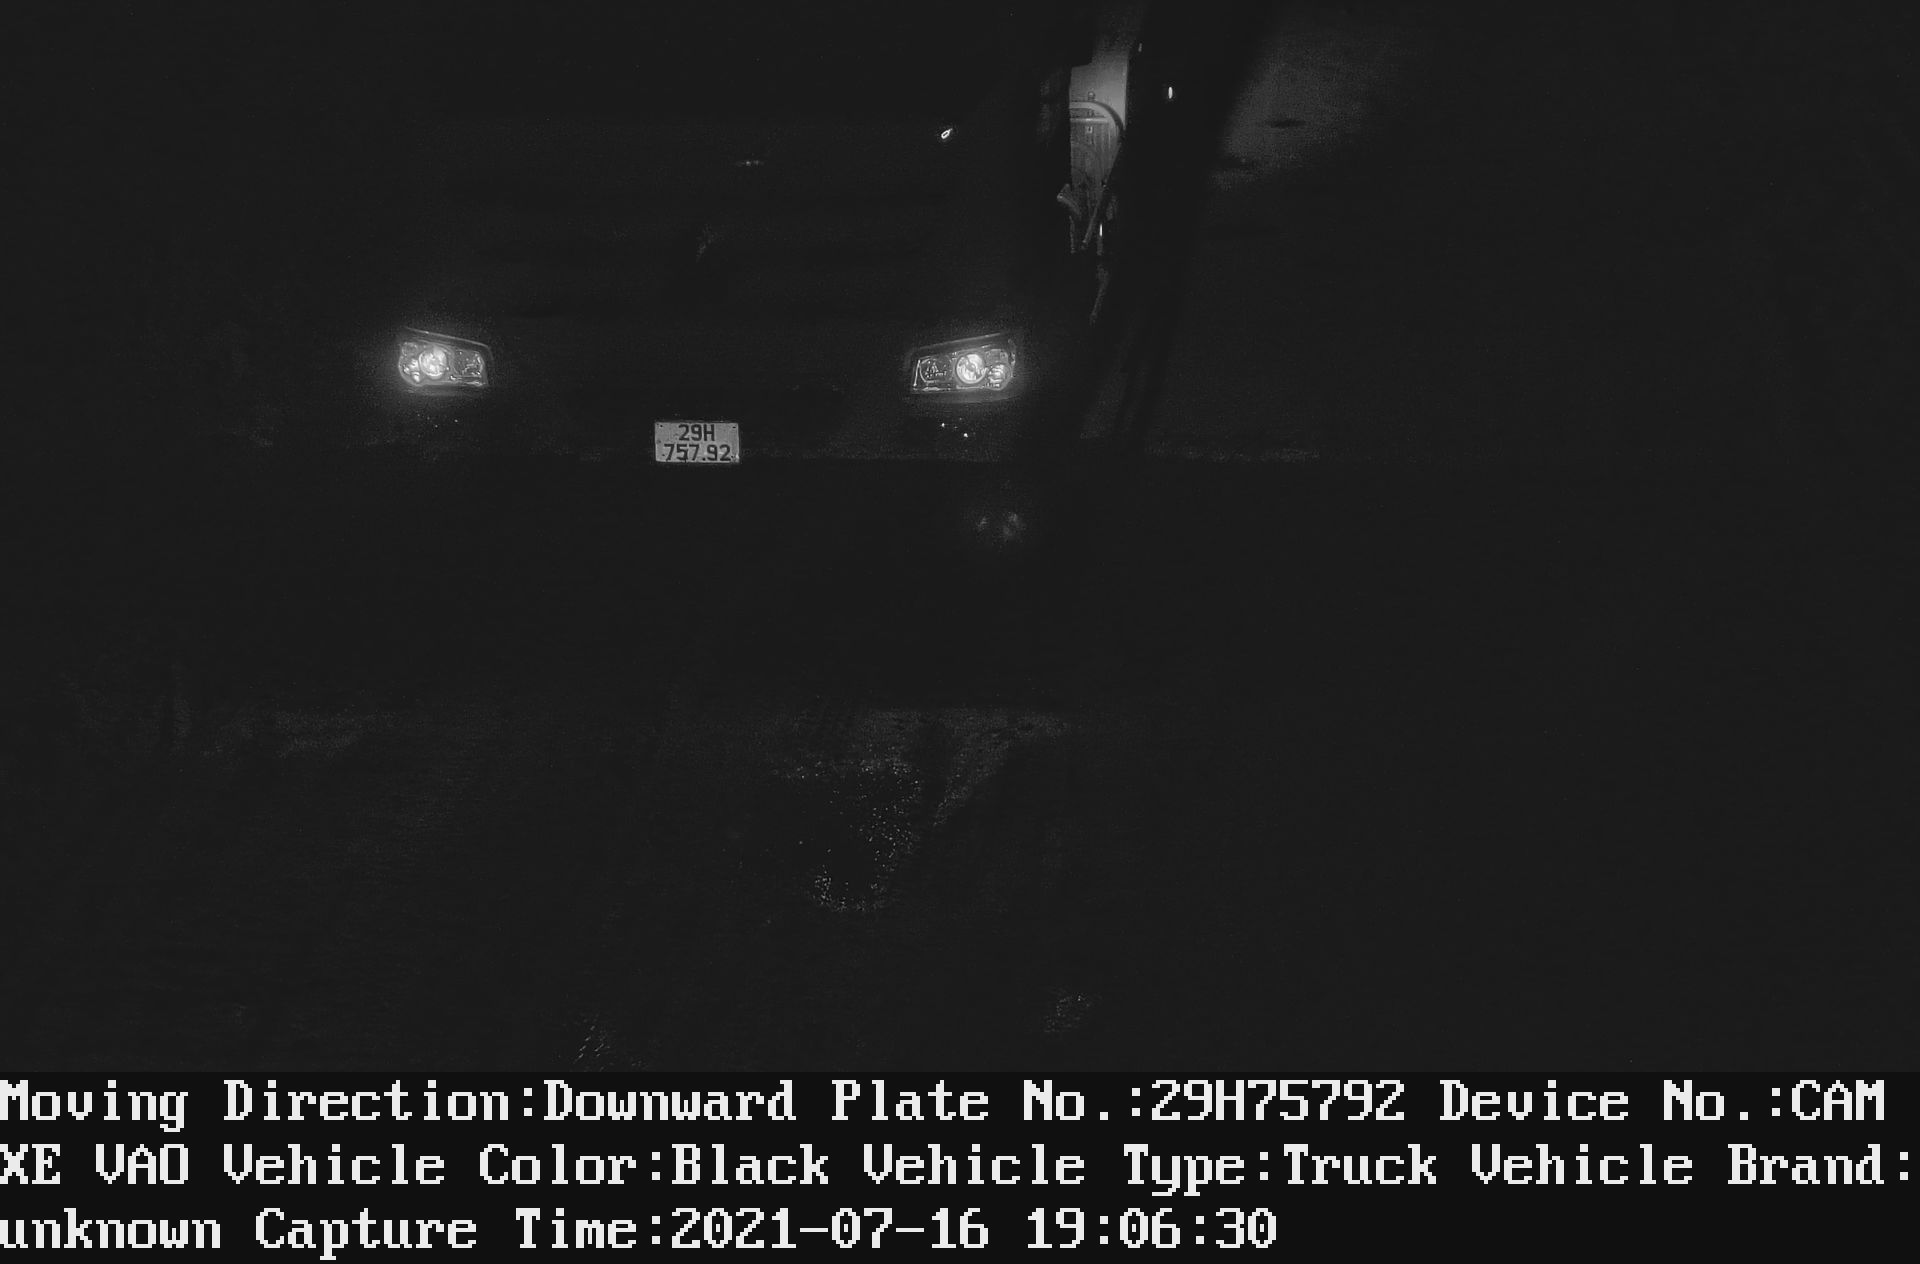 29H
757.92
Moving Direction:Downward Plate No.:29H75792 Device No.:CAM
XE VAO Vehicle Color:Black Vehicle Type:Truck Vehicle Brand:
unknown Capture Time:2021-07-16 19:06:30